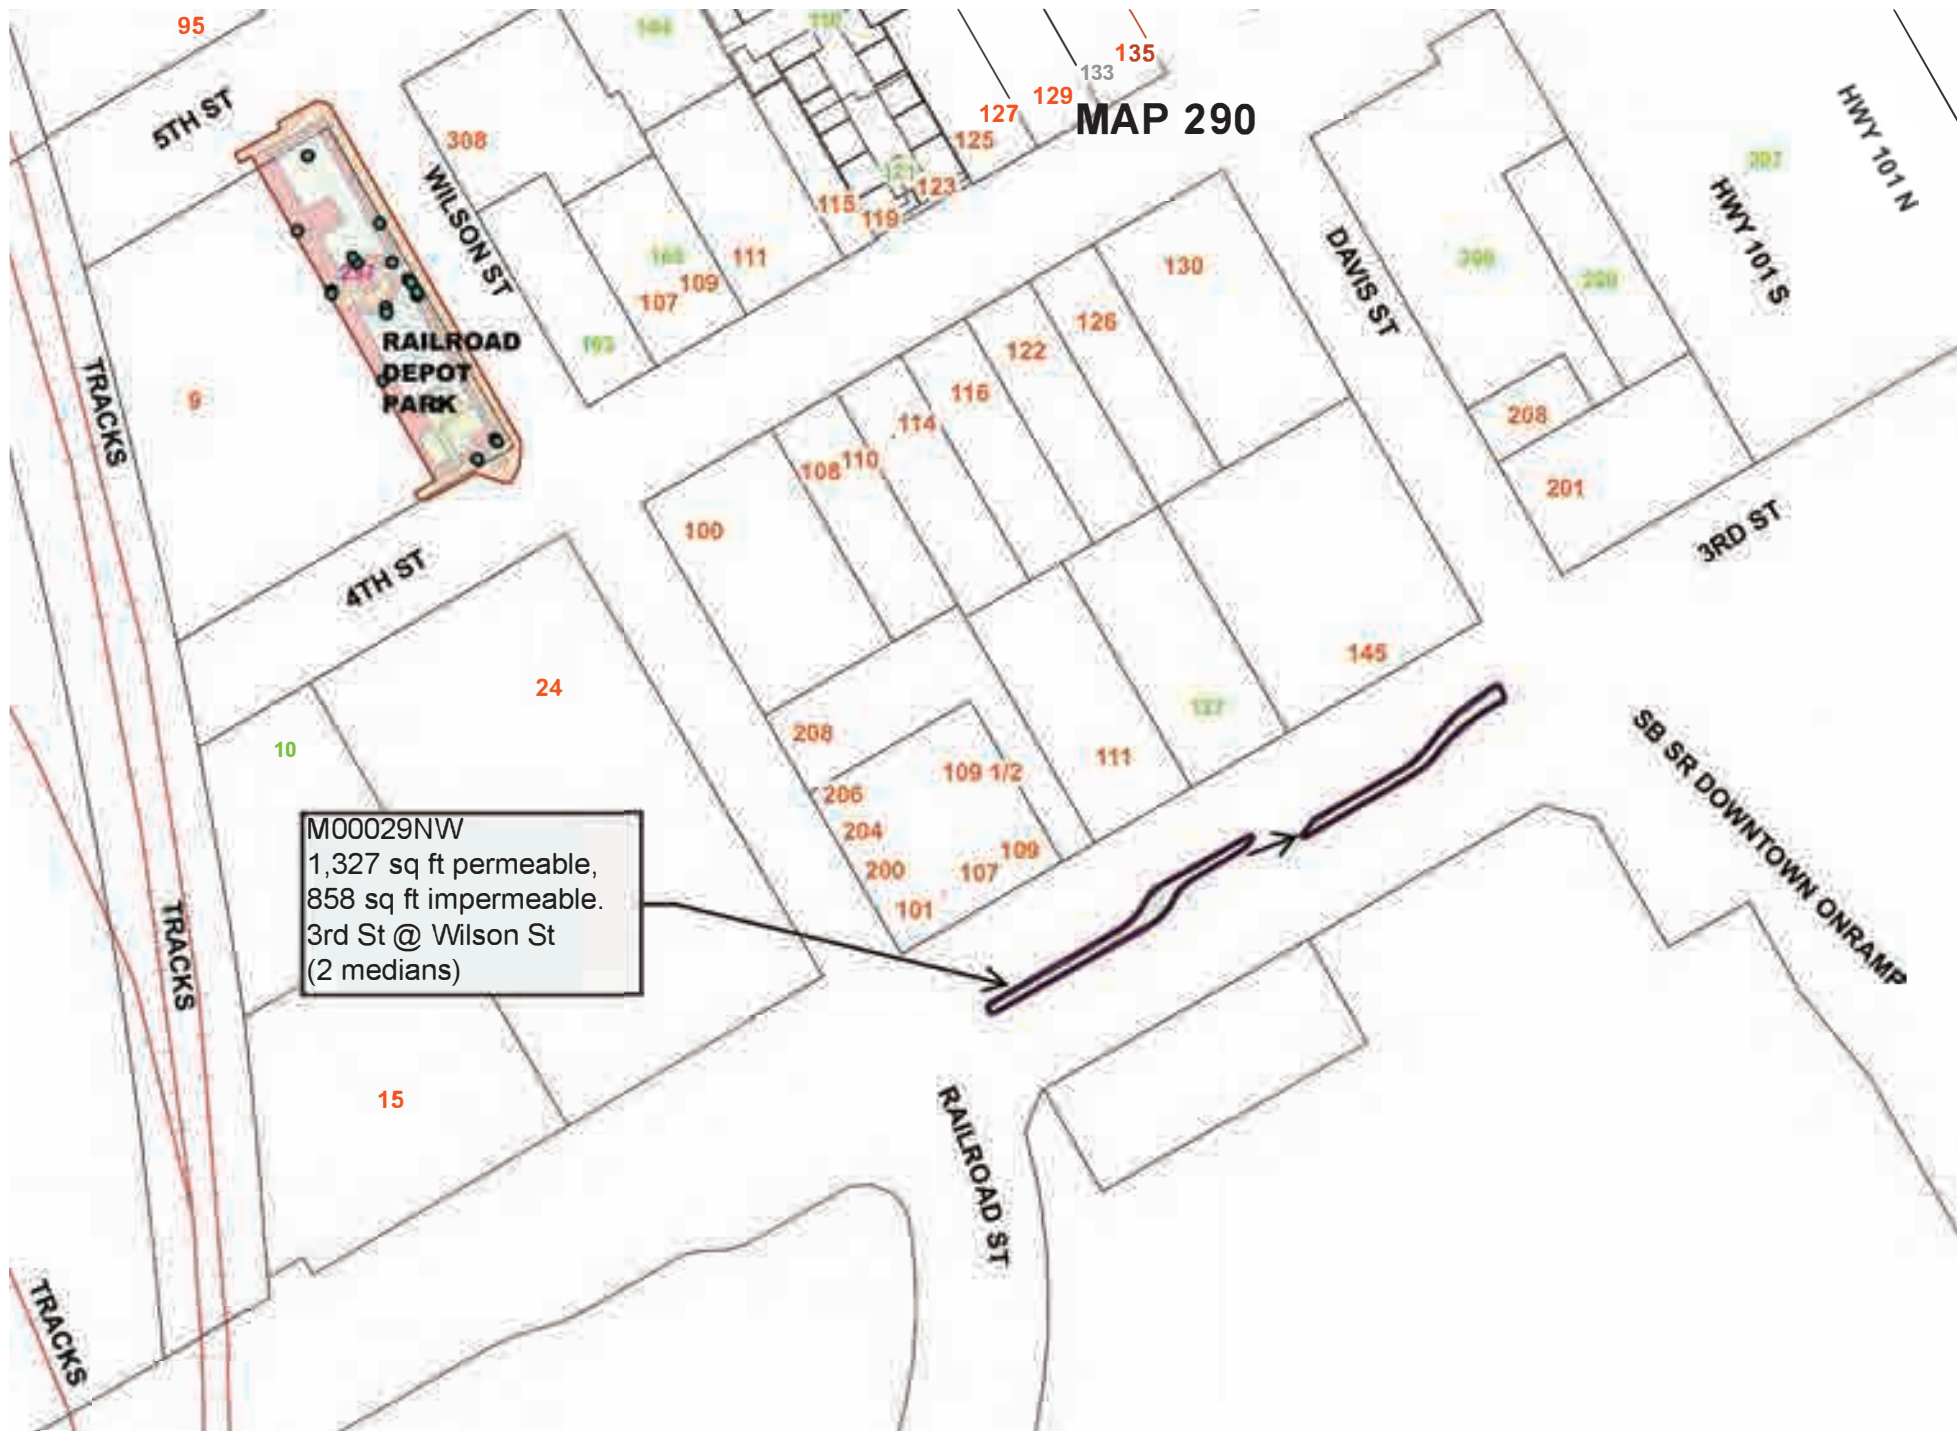 95
5TH ST
308
WILSON ST
127
129
133
135
MAP 290
125
123
115
119
111
109
107
103
HWY 101 N
HWY 101 S
DAVIS ST
130
126
122
116
114
110
108
100
208
201
3RD ST
RAILROAD
DEPOT
PARK
9
TRACKS
4TH ST
24
10
145
137
111
208
109 1/2
206
204
200
109
107
101
SB SR DOWNTOWN ONRAMP
M00029NW
1,327 sq ft permeable,
858 sq ft impermeable.
3rd St @ Wilson St
(2 medians)
TRACKS
15
RAILROAD ST
TRACKS